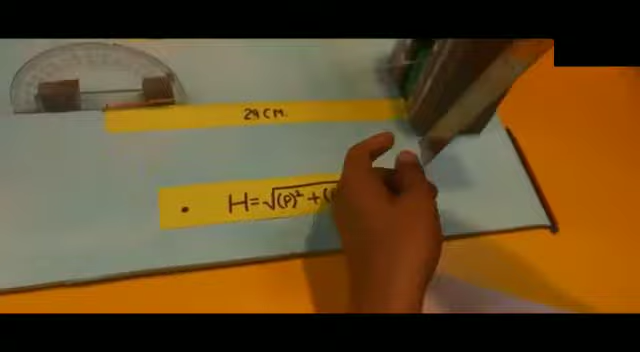 29 CM.
• H=√(P)² + (